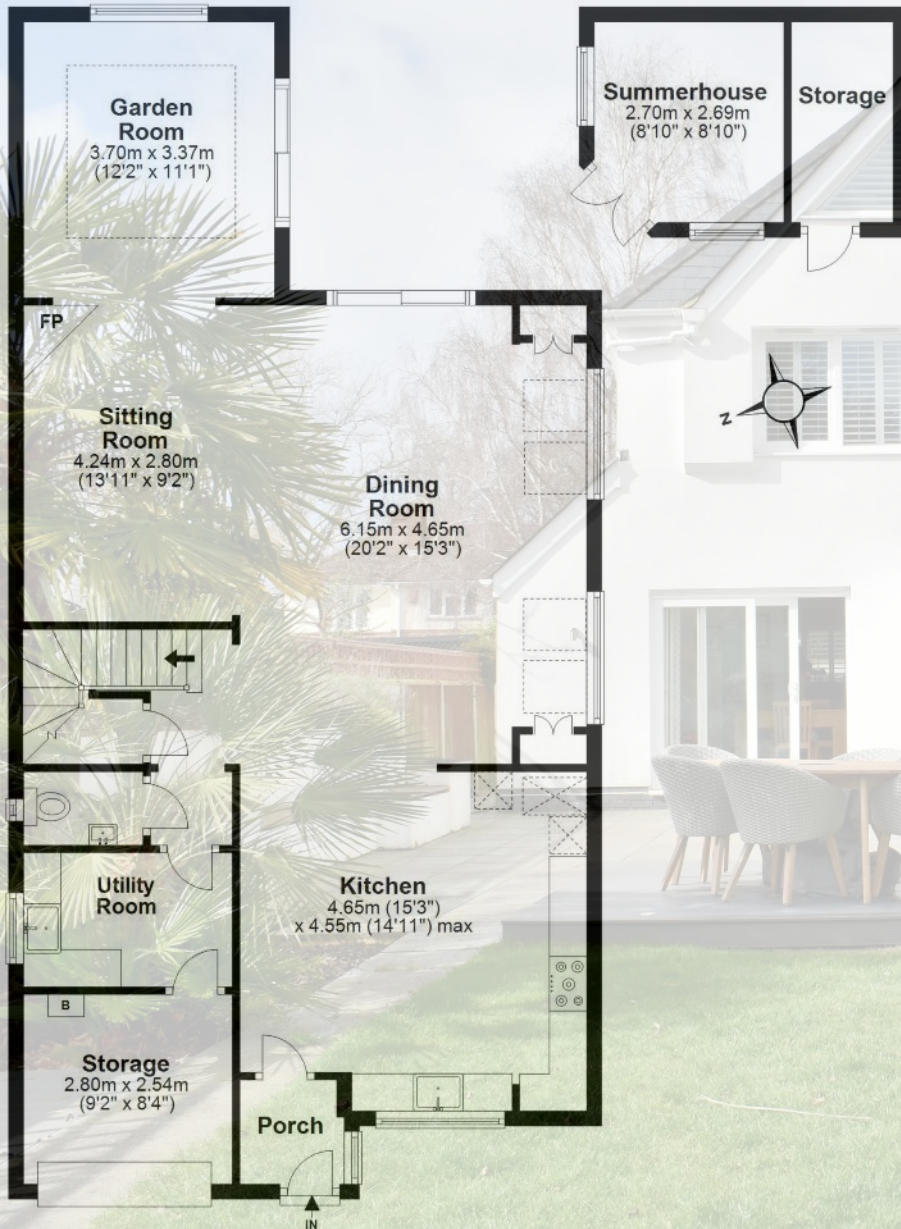 Garden
Room
3.70m x 3.37m
(12'2" x 11'1")
Summerhouse
2.70m x 2.69m
(8'10" x 8'10")
Storage
FP
Sitting
Room
4.24m x 2.80m
(13'11" x 9'2")
Z
Dining
Room
6.15m x 4.65m
(20'2" x 15'3")
Utility
Room
Kitchen
4.65m (15'3")
x 4.55m (14'11") max
B
Storage
2.80m x 2.54m
(9'2" x 8'4")
Porch
IN